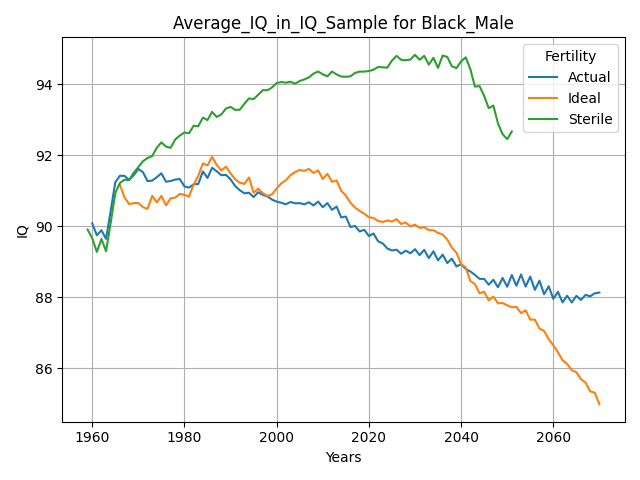 Average_IQ_in_IQ_Sample for Black_Male
Fertility
Actual
Ideal
Sterile
IQ
94
92
90
88
86
1960
1980
2000
2020
2040
2060
Years